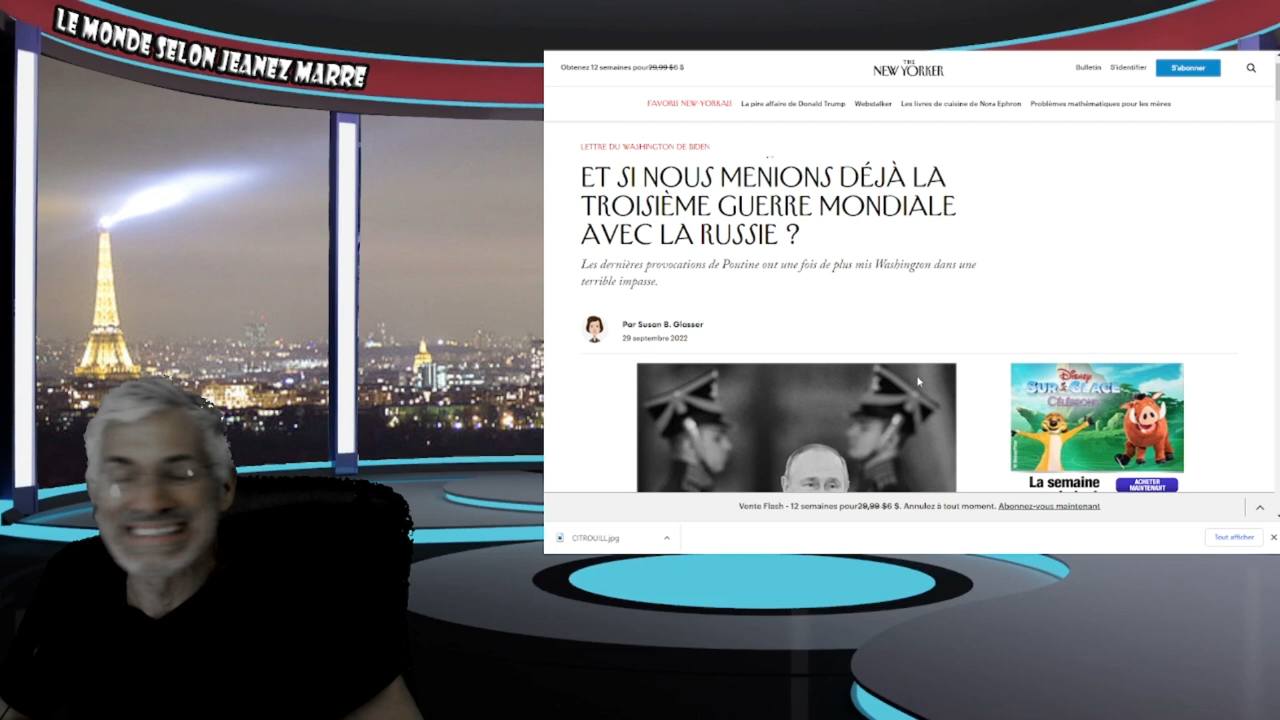 LE MONDE SELON JEANEZ MARRE
Obtenez 12 semaines pour 29,99 $6 $
THE
NEW YORKER
Bulletin S'identifier S'abonner
FAVORIS NEW-YORKAIS La pire affaire de Donald Trump Webstalker Les livres de cuisine de Nora Ephron Problèmes mathématiques pour les mères
LETTRE DU WASHINGTON DE BIDEN
ET SI NOUS MENIONS DÉJÀ LA
TROISIÈME GUERRE MONDIALE
AVEC LA RUSSIE ?
Les dernières provocations de Poutine ont une fois de plus mis Washington dans une
terrible impasse.
Par Susan B. Glasser
29 septembre 2022
Disney
SUR GLACE
CÉLÉBRONS
La semaine
ACHETER
MAINTENANT
Vente Flash - 12 semaines pour 29,99 $6 $. Annulez à tout moment. Abonnez-vous maintenant
CITROUILL.jpg
Tout afficher